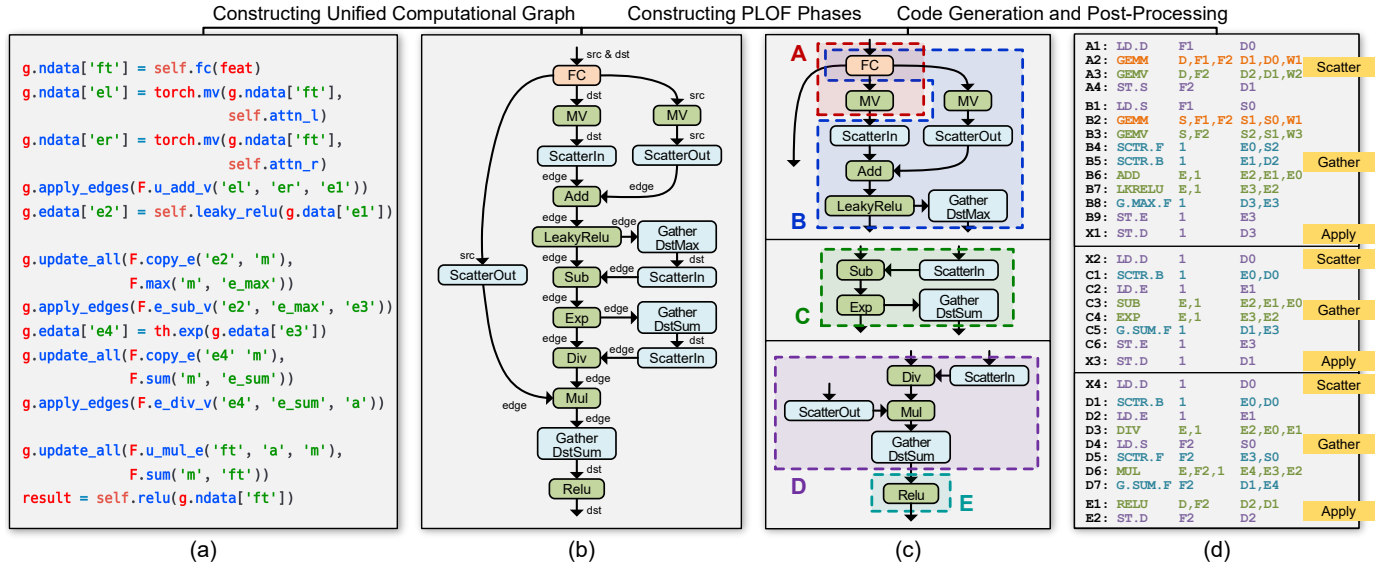 Constructing Unified Computational Graph
Constructing PLOF Phases
Code Generation and Post-Processing
g.ndata['ft'] = self.fc(feat)
g.ndata['el'] = torch.mv(g.ndata['ft'],
self.attn_l)
g.ndata['er'] = torch.mv(g.ndata['ft'],
self.attn_r)
g.apply_edges(F.u_add_v('el', 'er', 'e1'))
g.edata['e2'] = self.leaky_relu(g.data['e1'])
g.update_all(F.copy_e('e2', 'm'),
F.max('m', 'e_max'))
g.apply_edges(F.e_sub_v('e2', 'e_max', 'e3'))
g.edata['e4'] = th.exp(g.edata['e3'])
g.update_all(F.copy_e('e4' 'm'),
F.sum('m', 'e_sum'))
g.apply_edges(F.e_div_v('e4', 'e_sum', 'a'))
g.update_all(F.u_mul_e('ft', 'a', 'm'),
F.sum('m', 'ft'))
result = self.relu(g.ndata['ft'])
(a)
src & dst
FC
dst
src
MV
MV
dst
src
ScatterIn
ScatterOut
edge
edge
Add
edge
LeakyRelu
edge
Gather
DstMax
src
edge
dst
ScatterOut
Sub
edge
ScatterIn
edge
Exp
edge
Gather
DstSum
edge
dst
Div
edge
ScatterIn
edge
edge
Mul
edge
Gather
DstSum
dst
Relu
dst
(b)
A
FC
MV
MV
ScatterIn
ScatterOut
Add
LeakyRelu
Gather
DstMax
B
Sub
ScatterIn
Exp
Gather
DstSum
C
Div
ScatterIn
ScatterOut
Mul
Gather
DstSum
D
Relu
E
(c)
A1: LD.D F1 D0
A2: GEMM D,F1,F2 D1,D0,W1
Scatter
A3: GEMV D,F2 D2,D1,W2
A4: ST.S F2 D1
B1: LD.S F1 S0
B2: GEMM S,F1,F2 S1,S0,W1
B3: GEMV S,F2 S2,S1,W3
B4: SCTR.F 1 E0,S2
B5: SCTR.B 1 E1,D2
Gather
B6: ADD E,1 E2,E1,E0
B7: LKRELU E,1 E3,E2
B8: G.MAX.F 1 D3,E3
B9: ST.E 1 E3
X1: ST.D 1 D3
Apply
X2: LD.D 1 D0
Scatter
C1: SCTR.B 1 E0,D0
C2: LD.E 1 E1
C3: SUB E,1 E2,E1,E0
Gather
C4: EXP E,1 E3,E2
C5: G.SUM.F 1 D1,E3
C6: ST.E 1 E3
X3: ST.D 1 D1
Apply
X4: LD.D 1 D0
Scatter
D1: SCTR.B 1 E0,D0
D2: LD.E 1 E1
D3: DIV E,1 E2,E0,E1
D4: LD.S F2 S0
Gather
D5: SCTR.F F2 E3,S0
D6: MUL E,F2,1 E4,E3,E2
D7: G.SUM.F F2 D1,E4
E1: RELU D,F2 D2,D1
Apply
E2: ST.D F2 D2
(d)